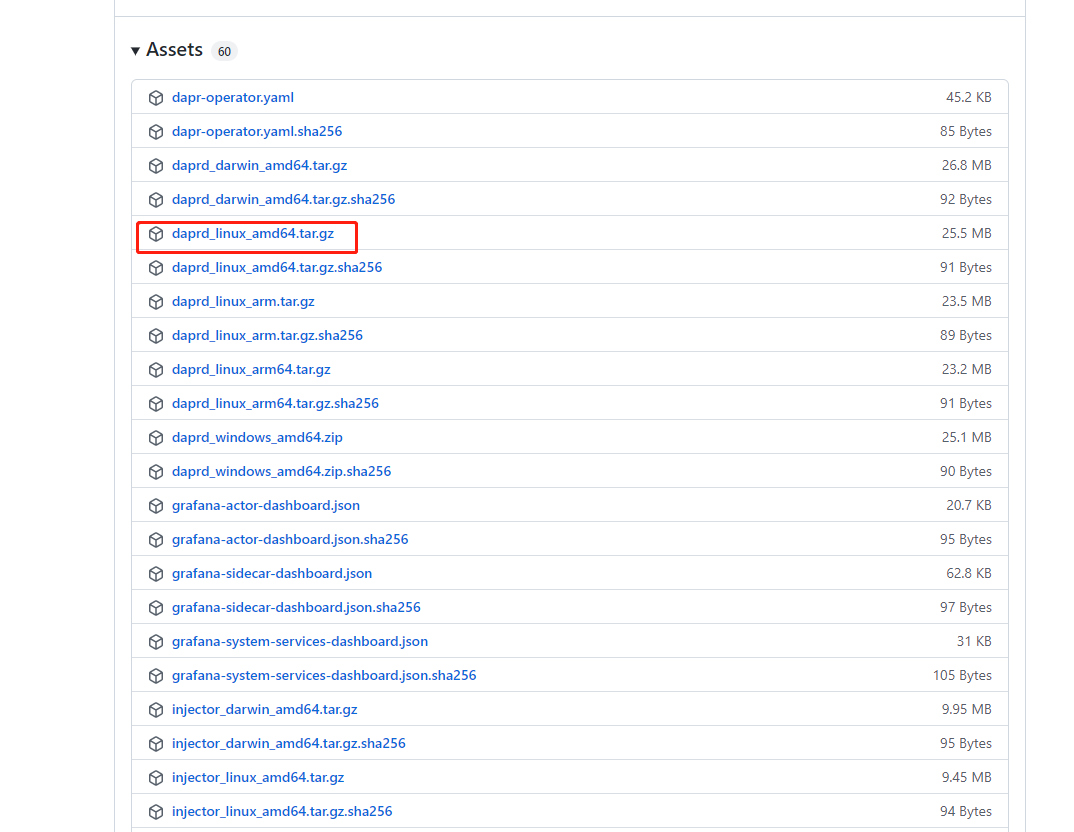 Assets 60
dapr-operator.yaml 45.2 KB
dapr-operator.yaml.sha256 85 Bytes
daprd_darwin_amd64.tar.gz 26.8 MB
daprd_darwin_amd64.tar.gz.sha256 92 Bytes
daprd_linux_amd64.tar.gz 25.5 MB
daprd_linux_amd64.tar.gz.sha256 91 Bytes
daprd_linux_arm.tar.gz 23.5 MB
daprd_linux_arm.tar.gz.sha256 89 Bytes
daprd_linux_arm64.tar.gz 23.2 MB
daprd_linux_arm64.tar.gz.sha256 91 Bytes
daprd_windows_amd64.zip 25.1 MB
daprd_windows_amd64.zip.sha256 90 Bytes
grafana-actor-dashboard.json 20.7 KB
grafana-actor-dashboard.json.sha256 95 Bytes
grafana-sidecar-dashboard.json 62.8 KB
grafana-sidecar-dashboard.json.sha256 97 Bytes
grafana-system-services-dashboard.json 31 KB
grafana-system-services-dashboard.json.sha256 105 Bytes
injector_darwin_amd64.tar.gz 9.95 MB
injector_darwin_amd64.tar.gz.sha256 95 Bytes
injector_linux_amd64.tar.gz 9.45 MB
injector_linux_amd64.tar.gz.sha256 94 Bytes